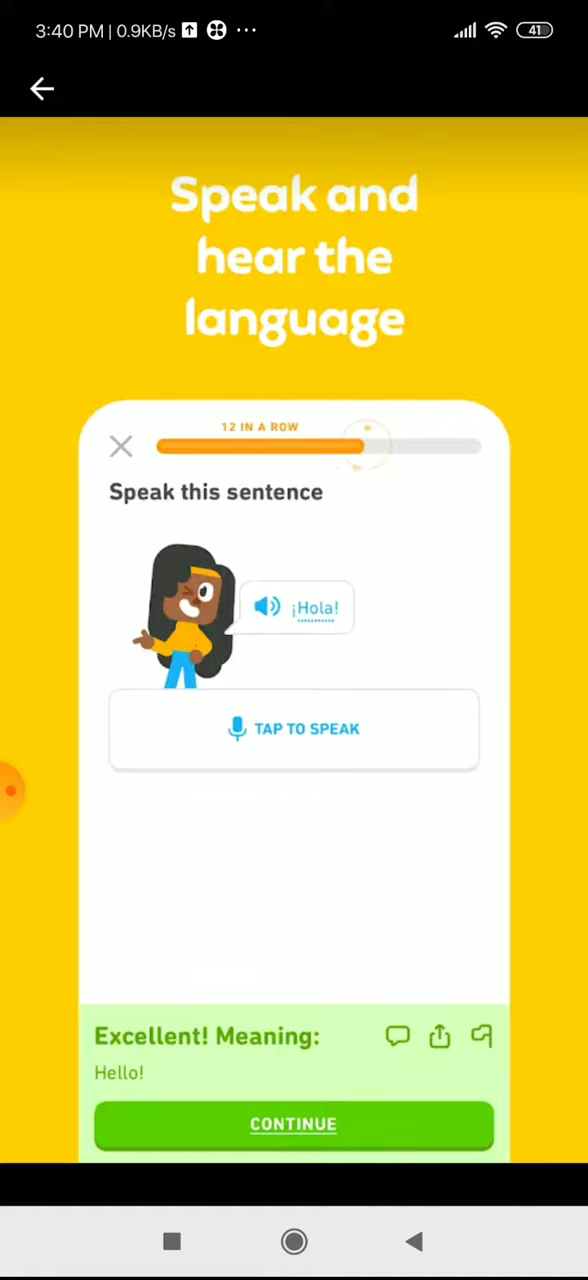 3:40 PM | 0.9KB/s ... 41
Speak and
hear the
language
12 IN A ROW
Speak this sentence
¡Hola!
TAP TO SPEAK
Excellent! Meaning:
Hello!
CONTINUE